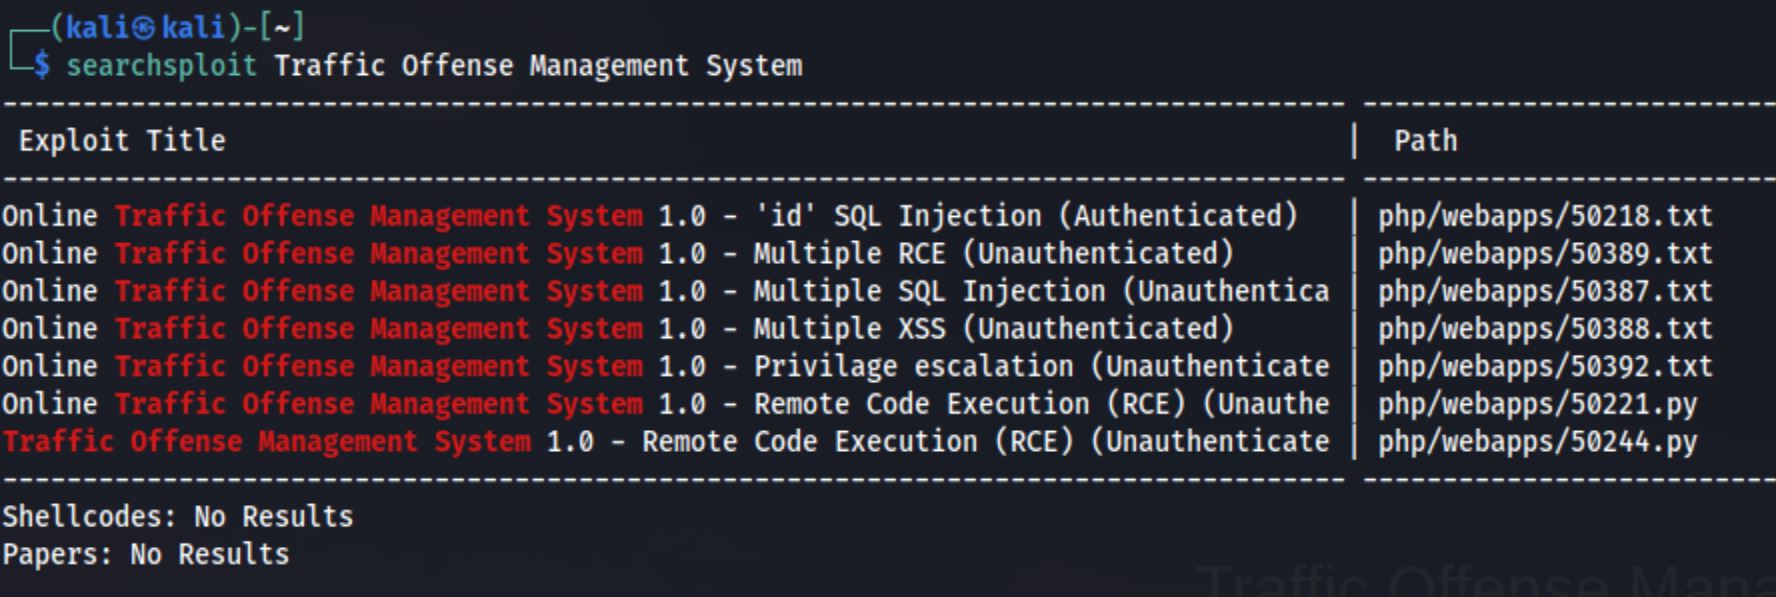 (kali㉿kali)-[~]
$ searchsploit Traffic Offense Management System
Exploit Title | Path
Online Traffic Offense Management System 1.0 - 'id' SQL Injection (Authenticated) | php/webapps/50218.txt
Online Traffic Offense Management System 1.0 - Multiple RCE (Unauthenticated) | php/webapps/50389.txt
Online Traffic Offense Management System 1.0 - Multiple SQL Injection (Unauthentica | php/webapps/50387.txt
Online Traffic Offense Management System 1.0 - Multiple XSS (Unauthenticated) | php/webapps/50388.txt
Online Traffic Offense Management System 1.0 - Privilage escalation (Unauthenticate | php/webapps/50392.txt
Online Traffic Offense Management System 1.0 - Remote Code Execution (RCE) (Unauthe | php/webapps/50221.py
Traffic Offense Management System 1.0 - Remote Code Execution (RCE) (Unauthenticate | php/webapps/50244.py
Shellcodes: No Results
Papers: No Results
Traffic Offense Mana